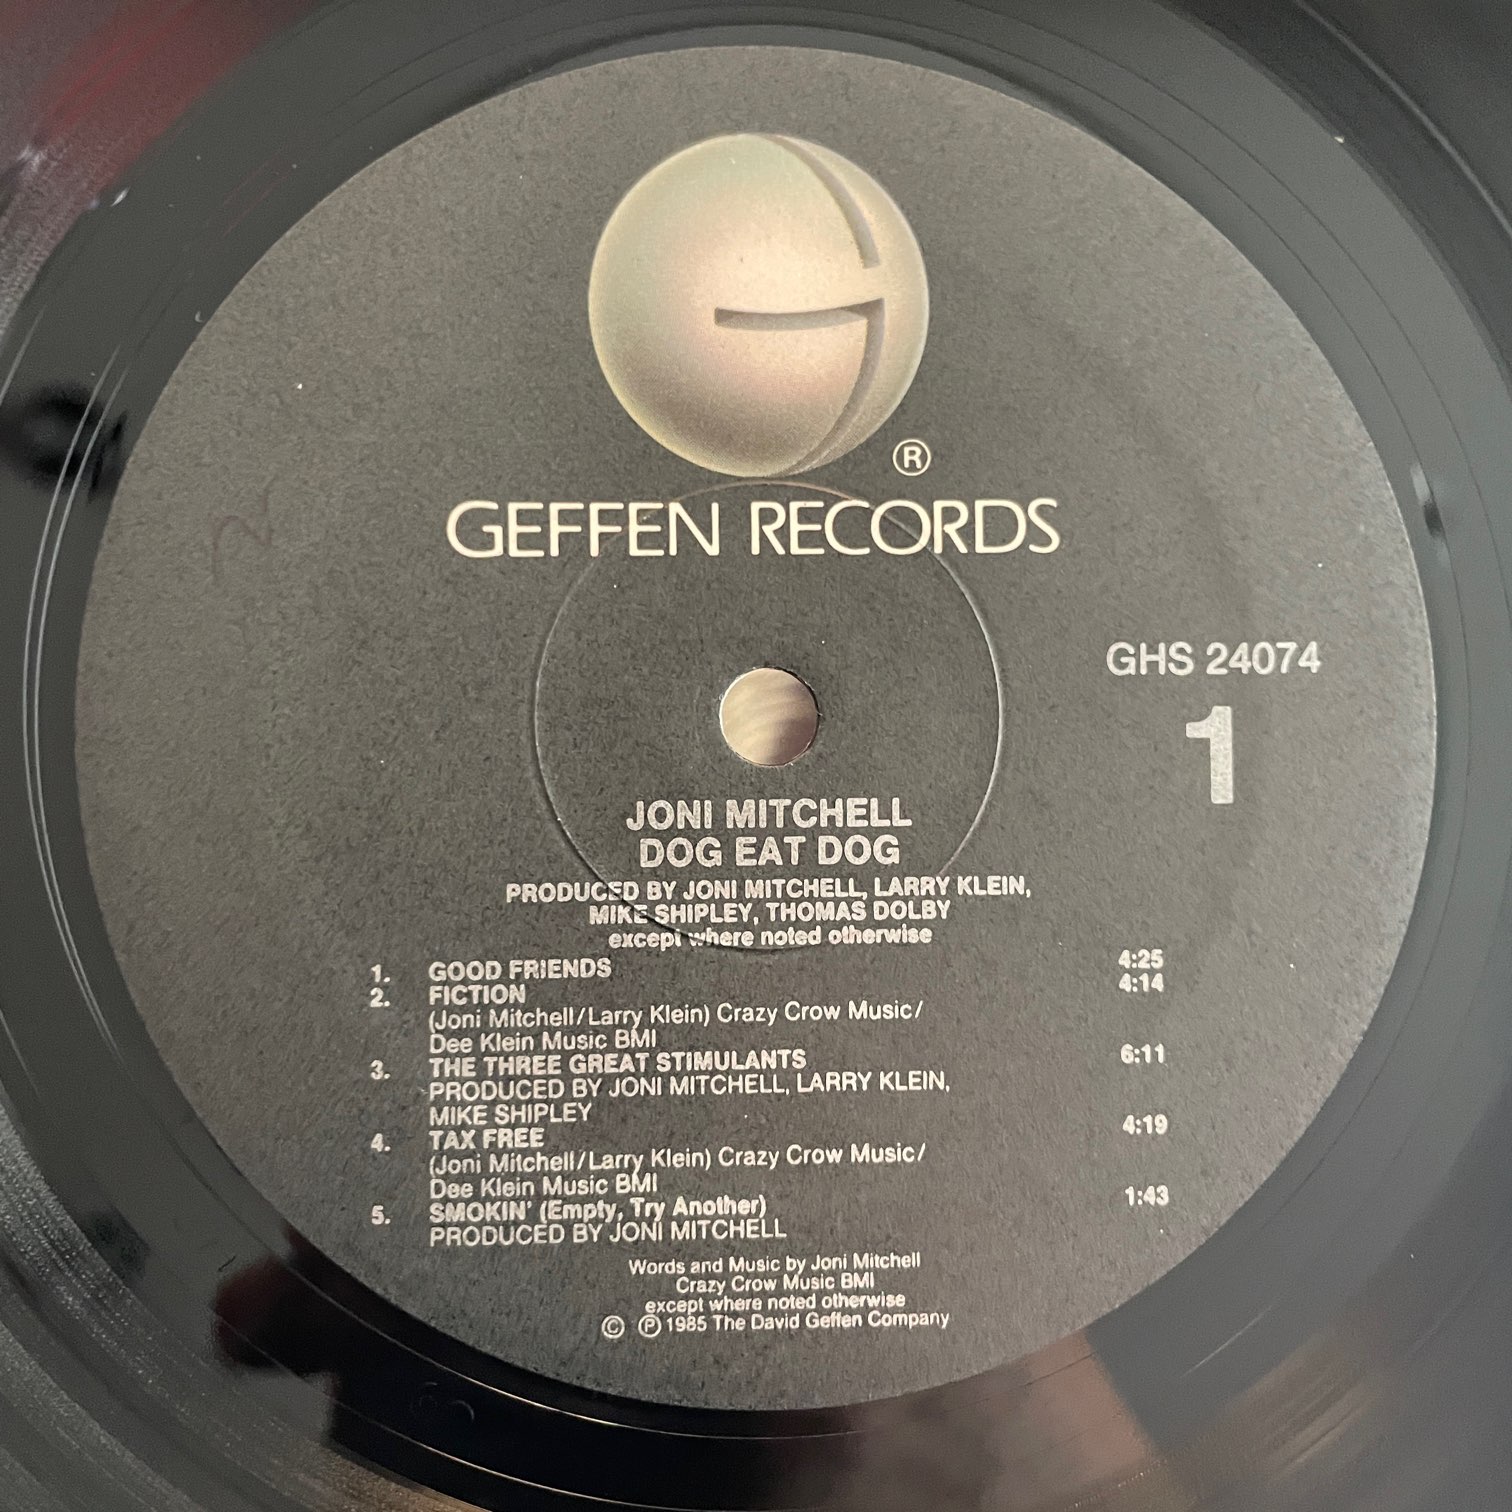 ®
GEFFEN RECORDS
GHS 24074
1
JONI MITCHELL
DOG EAT DOG
PRODUCED BY JONI MITCHELL, LARRY KLEIN,
MIKE SHIPLEY, THOMAS DOLBY
except where noted otherwise
1. GOOD FRIENDS 4:25
2. FICTION 4:14
(Joni Mitchell/Larry Klein) Crazy Crow Music/
Dee Klein Music BMI
3. THE THREE GREAT STIMULANTS 6:11
PRODUCED BY JONI MITCHELL, LARRY KLEIN,
MIKE SHIPLEY
4. TAX FREE 4:19
(Joni Mitchell/Larry Klein) Crazy Crow Music/
Dee Klein Music BMI
5. SMOKIN' (Empty, Try Another) 1:43
PRODUCED BY JONI MITCHELL
Words and Music by Joni Mitchell
Crazy Crow Music BMI
except where noted otherwise
© ℗ 1985 The David Geffen Company